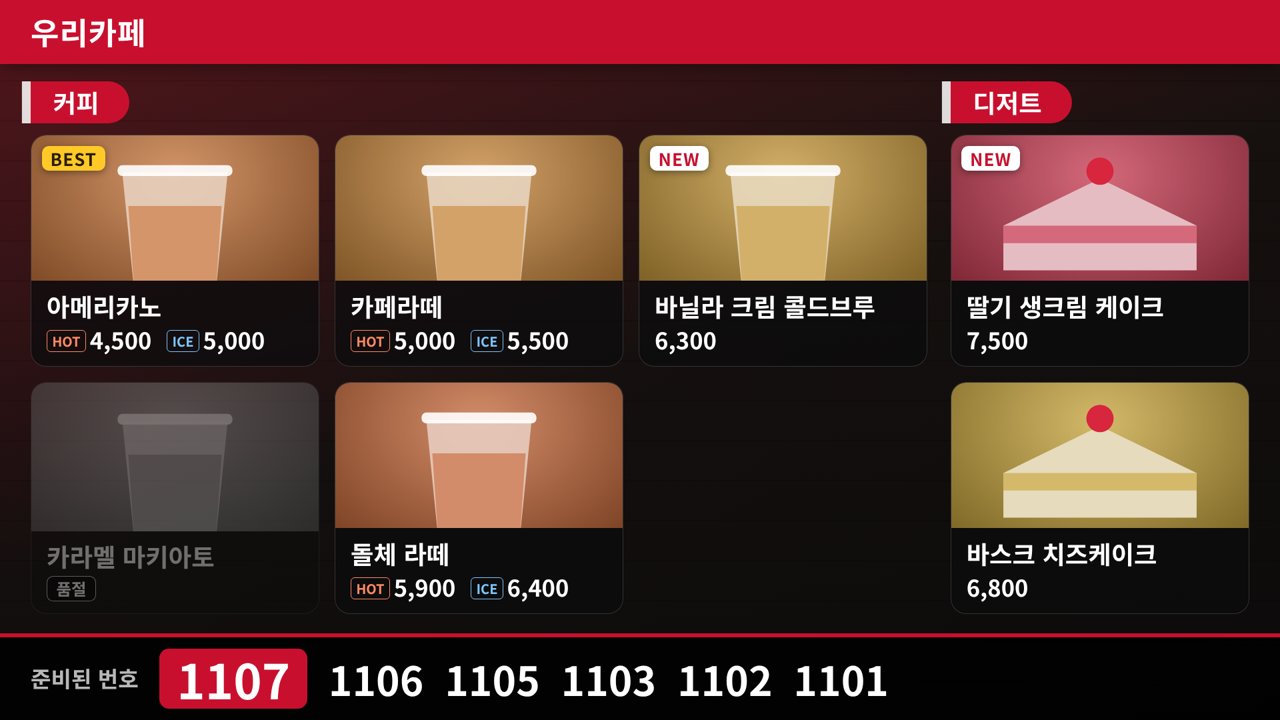 우리카페
커피
BEST
아메리카노
HOT 4,500 ICE 5,000
카페라떼
HOT 5,000 ICE 5,500
NEW
바닐라 크림 콜드브루
6,300
카라멜 마키아토
품절
돌체 라떼
HOT 5,900 ICE 6,400
디저트
NEW
딸기 생크림 케이크
7,500
바스크 치즈케이크
6,800
준비된 번호 1107 1106 1105 1103 1102 1101